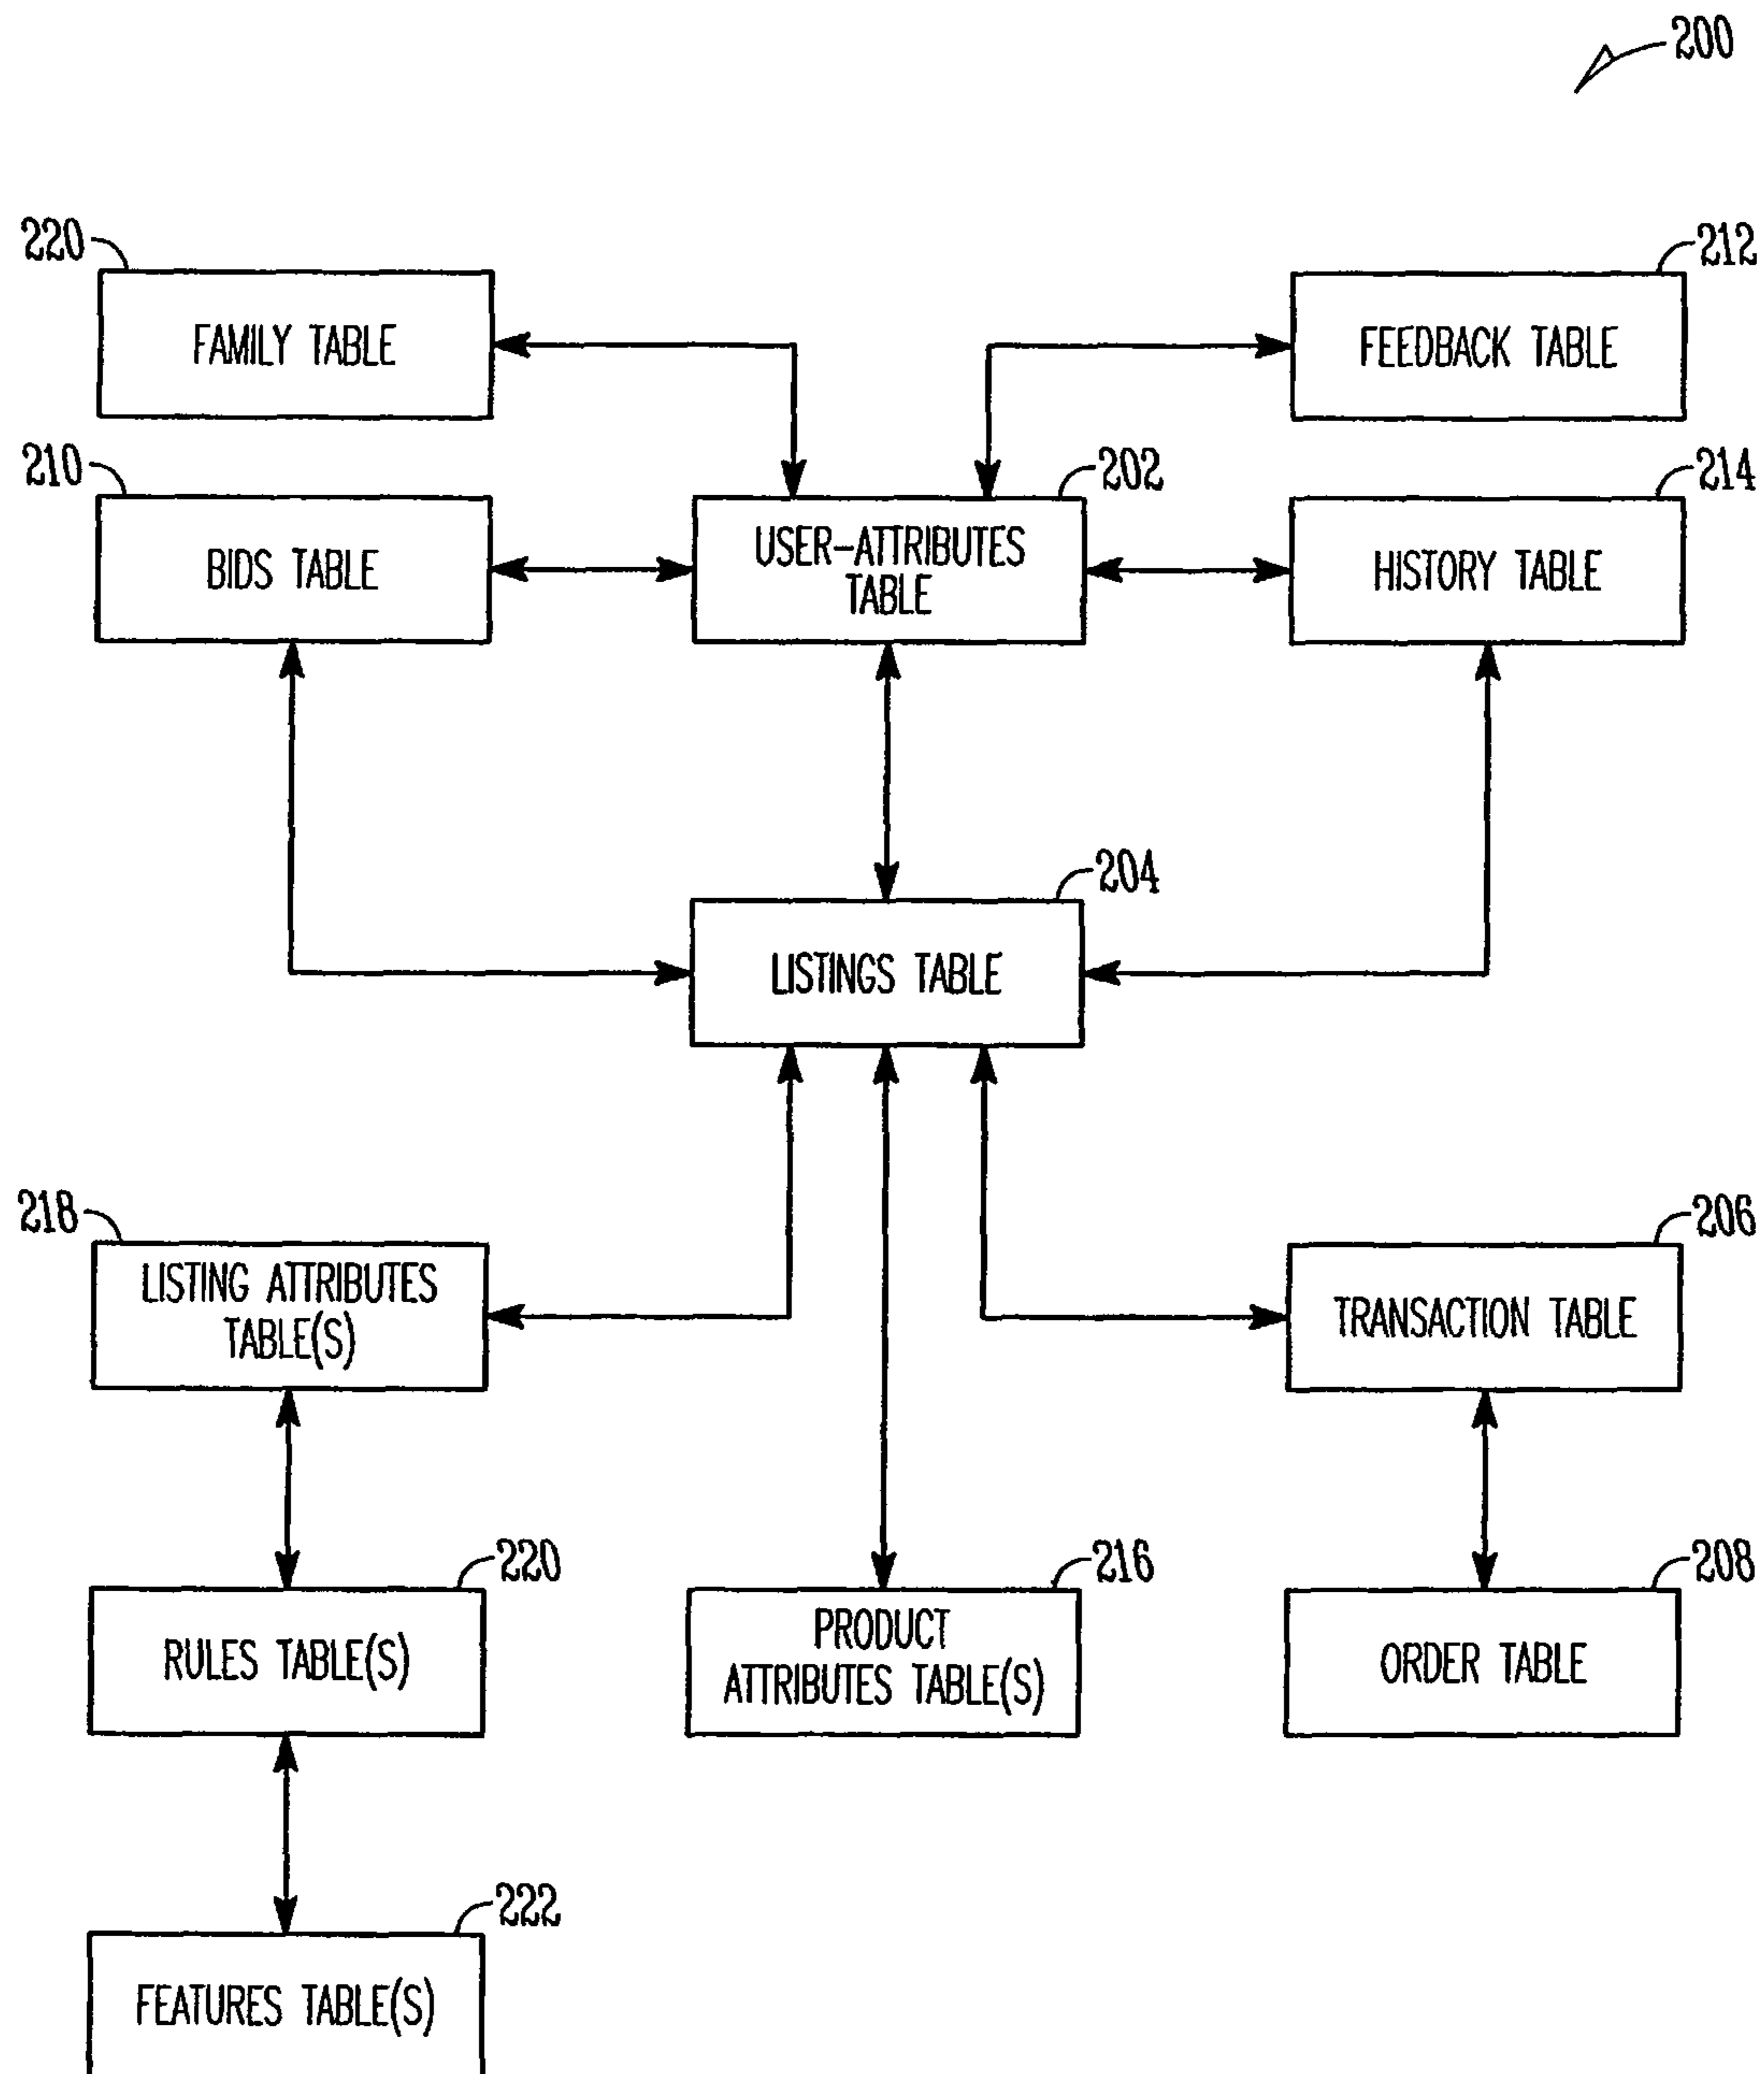 200
220
FAMILY TABLE
212
FEEDBACK TABLE
210
BIDS TABLE
202
USER-ATTRIBUTES
TABLE
214
HISTORY TABLE
204
LISTINGS TABLE
218
LISTING ATTRIBUTES
TABLE(S)
206
TRANSACTION TABLE
220
RULES TABLE(S)
216
PRODUCT
ATTRIBUTES TABLE(S)
208
ORDER TABLE
222
FEATURES TABLE(S)